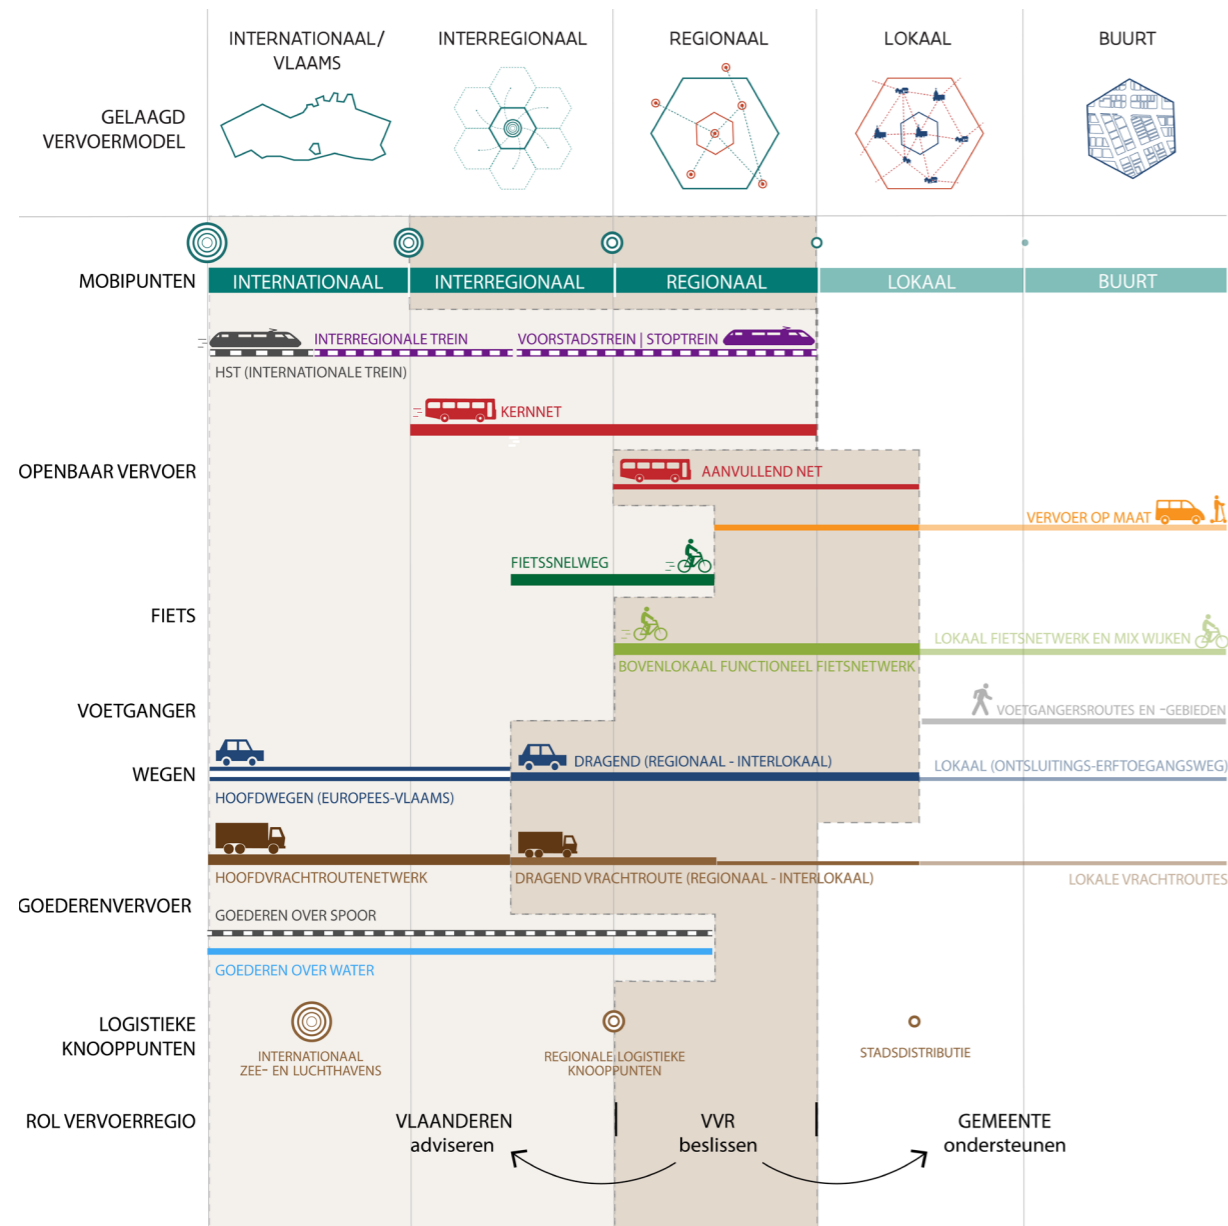 INTERNATIONAAL/
VLAAMS
INTERREGIONAAL
REGIONAAL
LOKAAL
BUURT
GELAAGD
VERVOERMODEL
MOBIPUNTEN
INTERNATIONAAL
INTERREGIONAAL
REGIONAAL
LOKAAL
BUURT
INTERREGIONALE TREIN
VOORSTADSTREIN | STOPTREIN
HST (INTERNATIONALE TREIN)
KERNNET
OPENBAAR VERVOER
AANVULLEND NET
VERVOER OP MAAT
FIETSSNELWEG
FIETS
LOKAAL FIETSNETWERK EN MIX WIJKEN
BOVENLOKAAL FUNCTIONEEL FIETSNETWERK
VOETGANGER
VOETGANGERSROUTES EN -GEBIEDEN
WEGEN
DRAGEND (REGIONAAL - INTERLOKAAL)
LOKAAL (ONTSLUITINGS-ERFTOEGANGSWEG)
HOOFDWEGEN (EUROPEES-VLAAMS)
HOOFDVRACHTROUTENETWERK
DRAGEND VRACHTROUTE (REGIONAAL - INTERLOKAAL)
LOKALE VRACHTROUTES
GOEDERENVERVOER
GOEDEREN OVER SPOOR
GOEDEREN OVER WATER
LOGISTIEKE
KNOOPPUNTEN
INTERNATIONAAL
ZEE- EN LUCHTHAVENS
REGIONALE LOGISTIEKE
KNOOPPUNTEN
STADSDISTRIBUTIE
ROL VERVOERREGIO
VLAANDEREN
adviseren
VVR
beslissen
GEMEENTE
ondersteunen